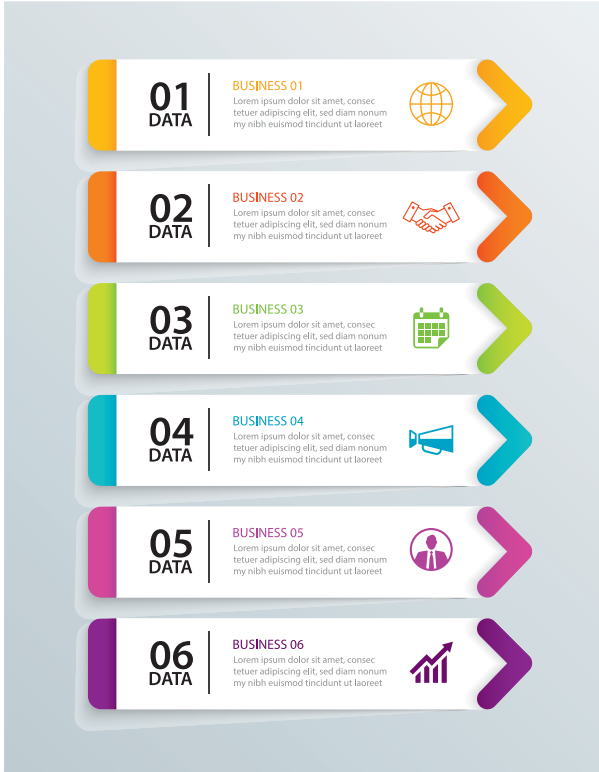 01
DATA
BUSINESS 01
Lorem ipsum dolor sit amet, consec
tetuer adipiscing elit, sed diam nonum
my nibh euismod tincidunt ut laoreet
02
DATA
BUSINESS 02
Lorem ipsum dolor sit amet, consec
tetuer adipiscing elit, sed diam nonum
my nibh euismod tincidunt ut laoreet
03
DATA
BUSINESS 03
Lorem ipsum dolor sit amet, consec
tetuer adipiscing elit, sed diam nonum
my nibh euismod tincidunt ut laoreet
04
DATA
BUSINESS 04
Lorem ipsum dolor sit amet, consec
tetuer adipiscing elit, sed diam nonum
my nibh euismod tincidunt ut laoreet
05
DATA
BUSINESS 05
Lorem ipsum dolor sit amet, consec
tetuer adipiscing elit, sed diam nonum
my nibh euismod tincidunt ut laoreet
06
DATA
BUSINESS 06
Lorem ipsum dolor sit amet, consec
tetuer adipiscing elit, sed diam nonum
my nibh euismod tincidunt ut laoreet